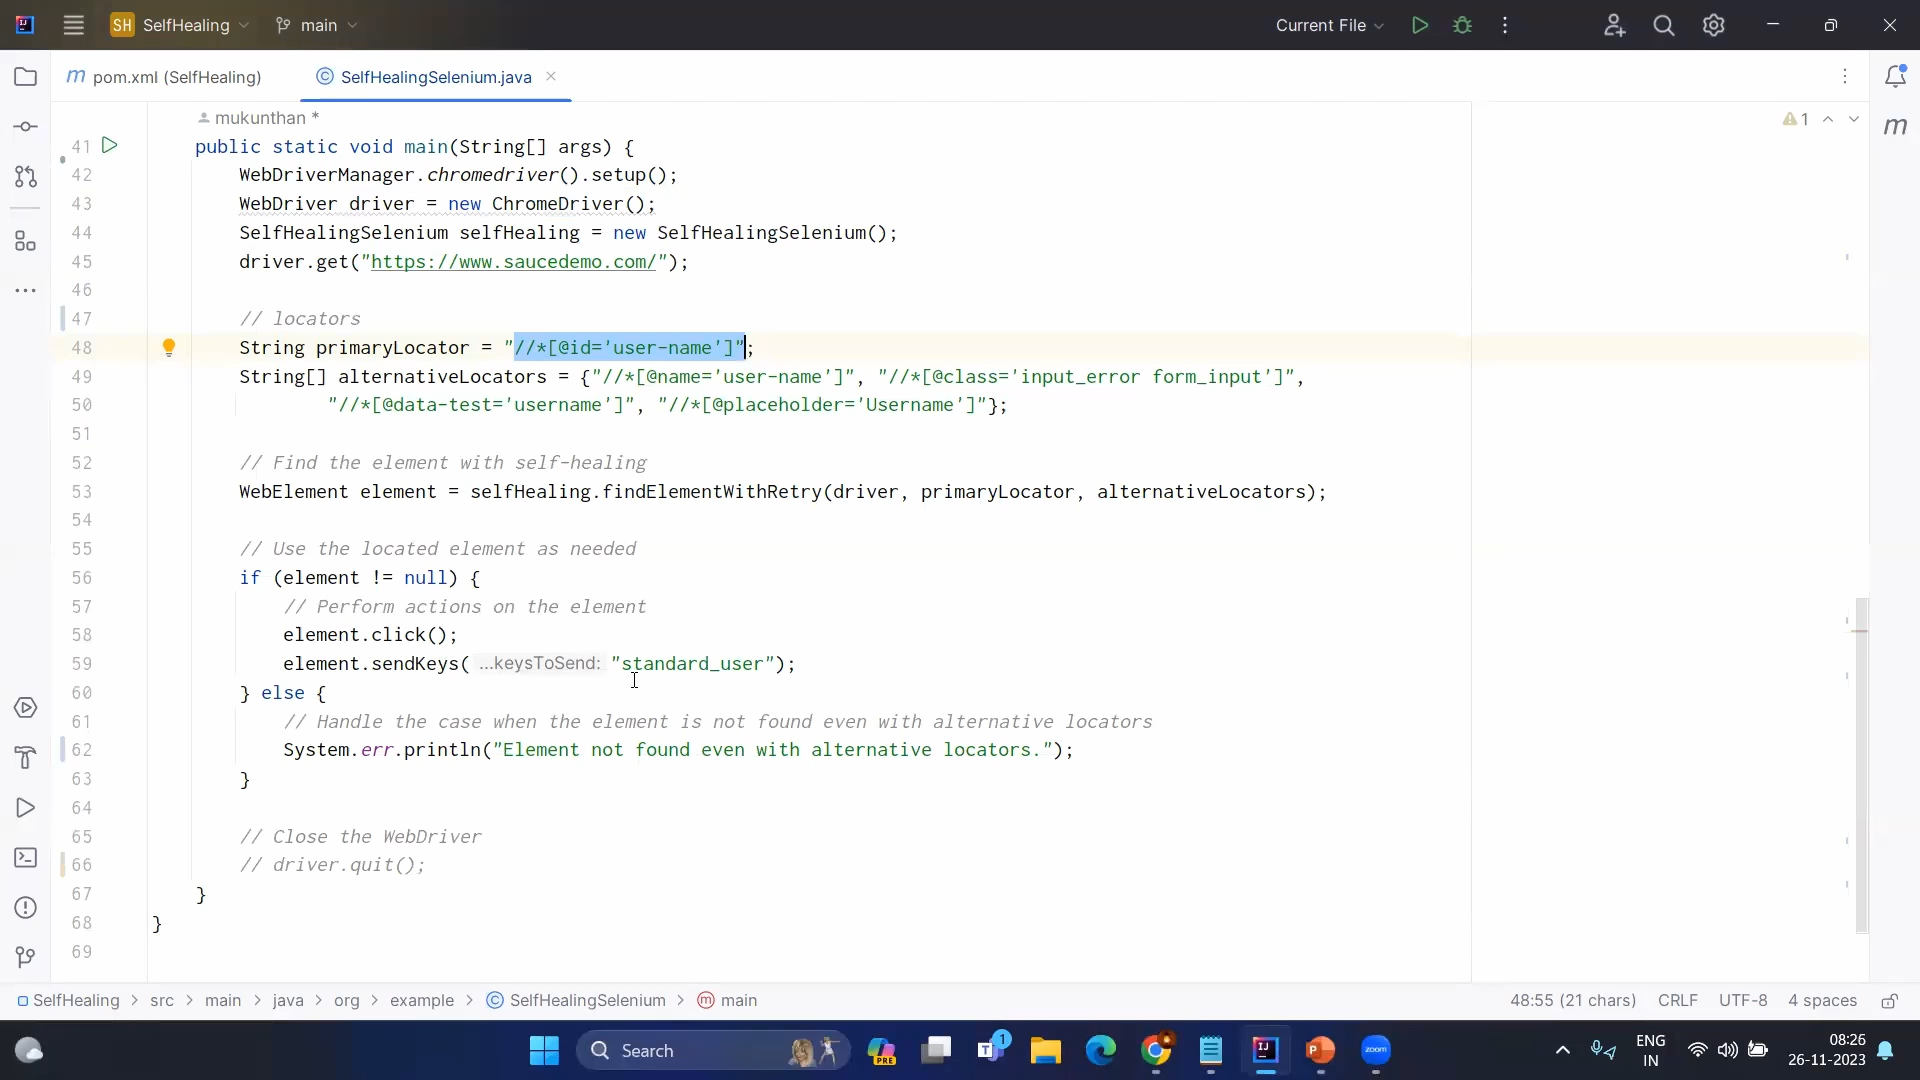 SH SelfHealing main Current File
pom.xml (SelfHealing) SelfHealingSelenium.java
mukunthan * 1
41 public static void main(String[] args) {
42 WebDriverManager.chromedriver().setup();
43 WebDriver driver = new ChromeDriver();
44 SelfHealingSelenium selfHealing = new SelfHealingSelenium();
45 driver.get("https://www.saucedemo.com/");
46
47 // locators
48 String primaryLocator = "//*[@id='user-name']";
49 String[] alternativeLocators = {"//*[@name='user-name']", "//*[@class='input_error form_input']",
50 "//*[@data-test='username']", "//*[@placeholder='Username']"};
51
52 // Find the element with self-healing
53 WebElement element = selfHealing.findElementWithRetry(driver, primaryLocator, alternativeLocators);
54
55 // Use the located element as needed
56 if (element != null) {
57 // Perform actions on the element
58 element.click();
59 element.sendKeys( ...keysToSend: "standard_user");
60 } else {
61 // Handle the case when the element is not found even with alternative locators
62 System.err.println("Element not found even with alternative locators.");
63 }
64
65 // Close the WebDriver
66 // driver.quit();
67 }
68 }
69
SelfHealing > src > main > java > org > example > SelfHealingSelenium > main 48:55 (21 chars) CRLF UTF-8 4 spaces
Search PRE 1 zoom ENG 08:26
IN 26-11-2023